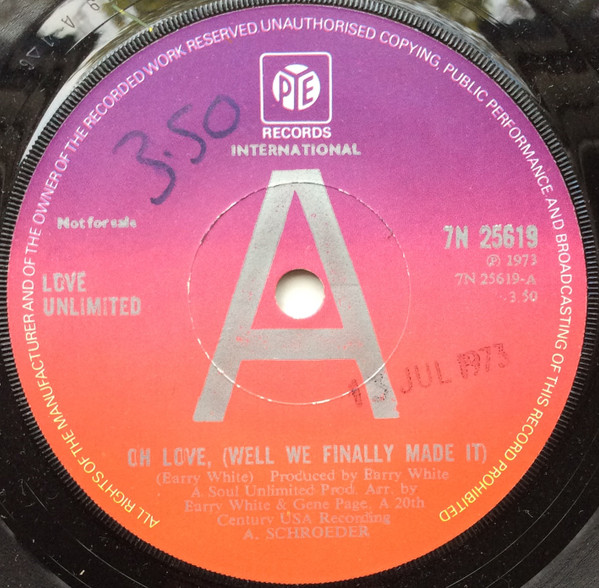 ALL RIGHTS OF THE MANUFACTURER AND OF THE OWNER OF THE RECORDED WORK RESERVED UNAUTHORISED COPYING, PUBLIC PERFORMANCE AND BROADCASTING OF THIS RECORD PROHIBITED
PYE
RECORDS
INTERNATIONAL
3.50
Not for sale
A
7N 25619
℗ 1973
7N 25619-A
3.50
LOVE
UNLIMITED
JUL 1973
OH LOVE, (WELL WE FINALLY MADE IT)
(Barry White) Produced by Barry White
A Soul Unlimited Prod. Arr. by
Barry White & Gene Page. A 20th
Century USA Recording
A. SCHROEDER